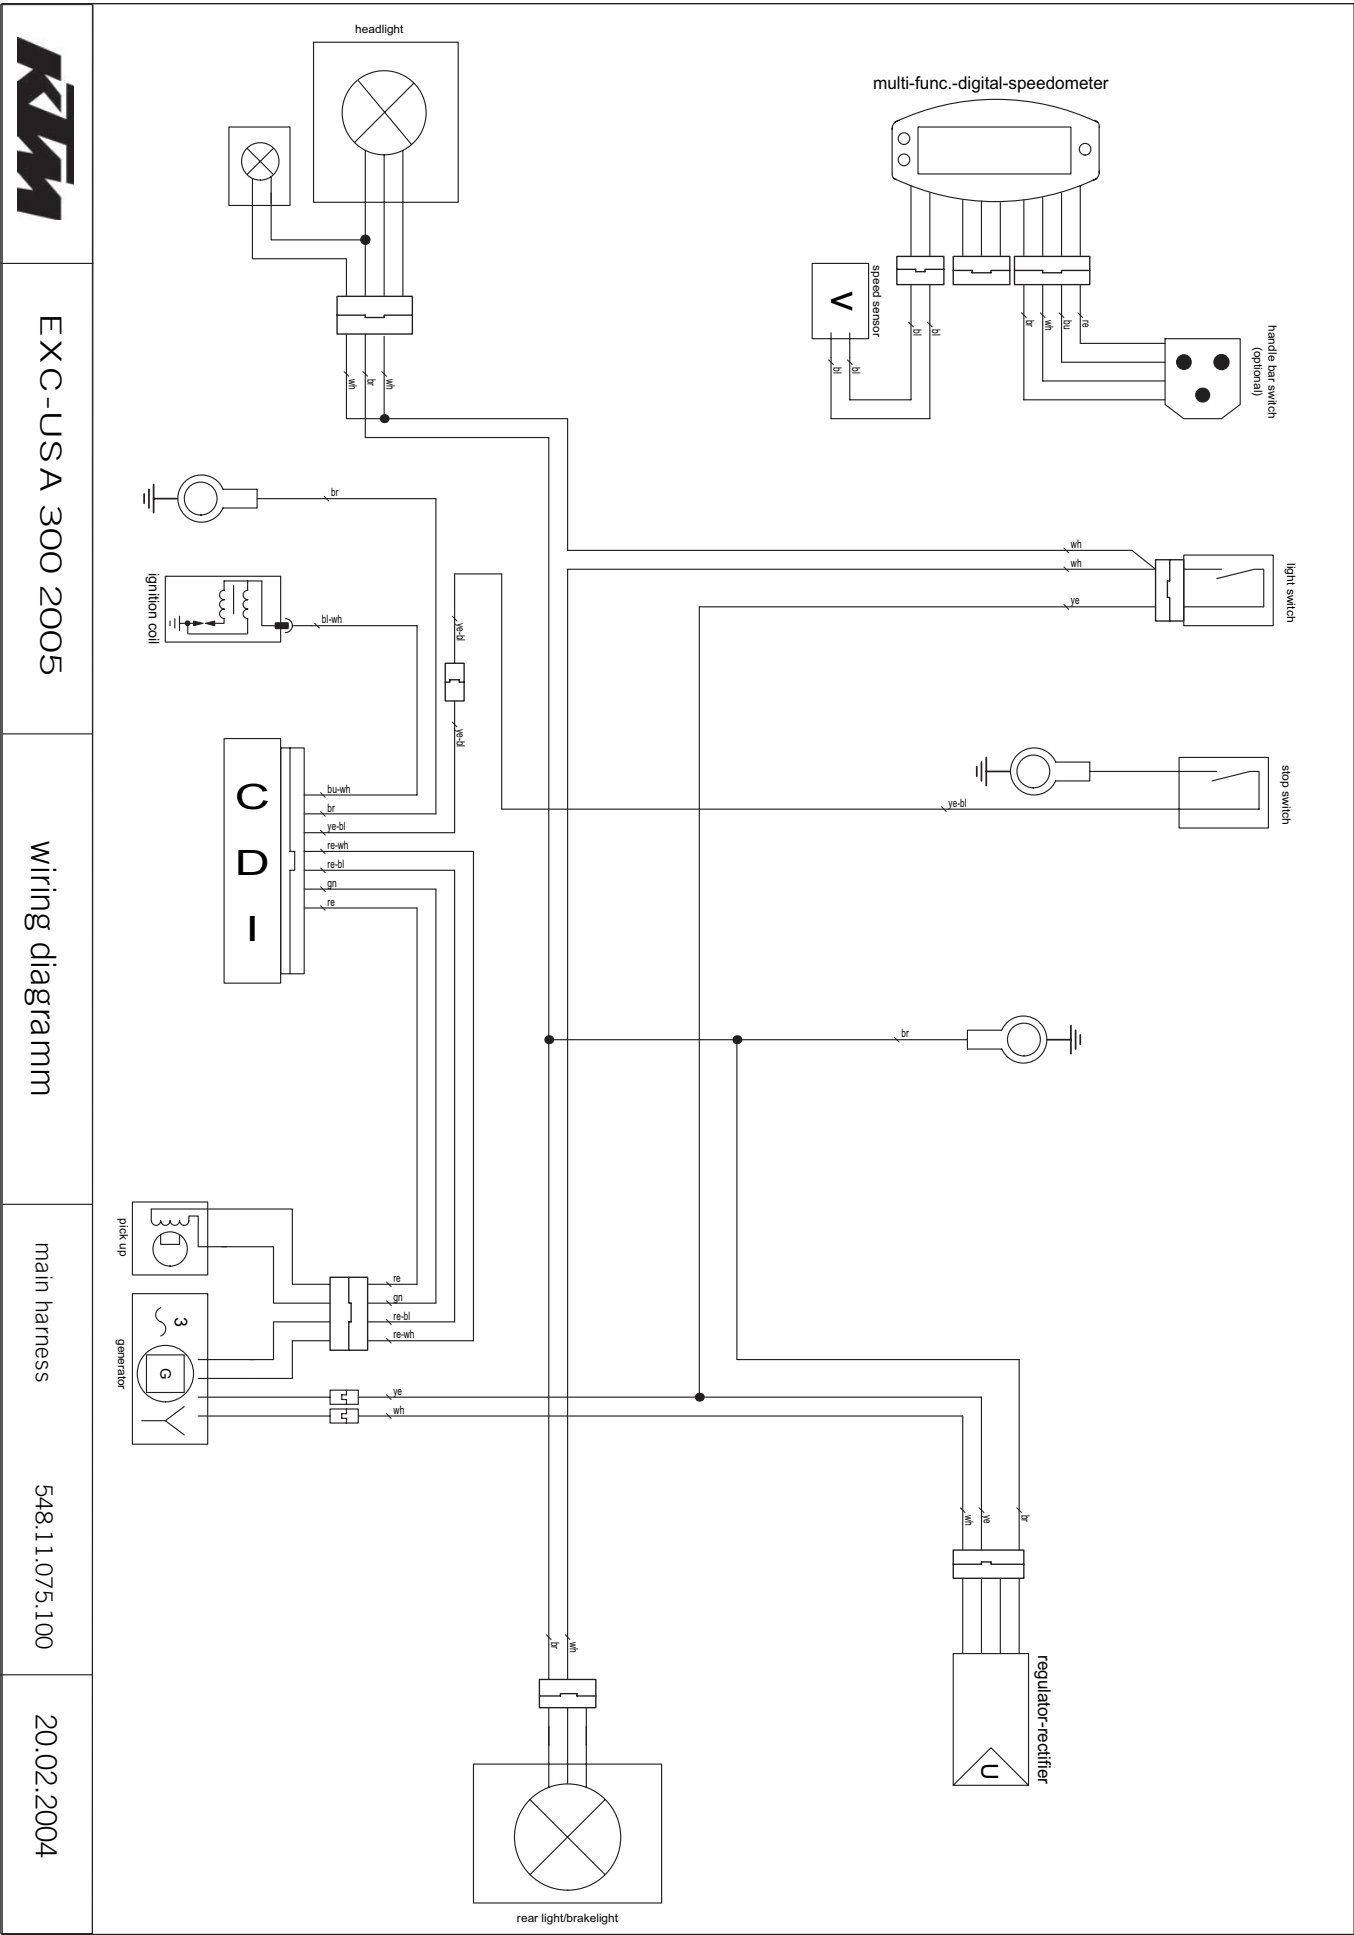 headlight
multi-func.-digital-speedometer
speed sensor
V
bl
bl
bl
bl
br
wh
bu
re
handle bar switch
(optional)
wh
br
wh
br
wh
wh
ye
light switch
ignition coil
bl-wh
ye-bl
ye-bl
stop switch
ye-bl
C
D
I
bu-wh
br
ye-bl
re-wh
re-bl
gn
re
br
pick up
re
gn
re-bl
re-wh
3
G
generator
ye
wh
wh
ye
br
regulator-rectifier
U
br
wh
rear light/brakelight
KTM
EXC-USA 300 2005
wiring diagramm
main harness
548.11.075.100
20.02.2004